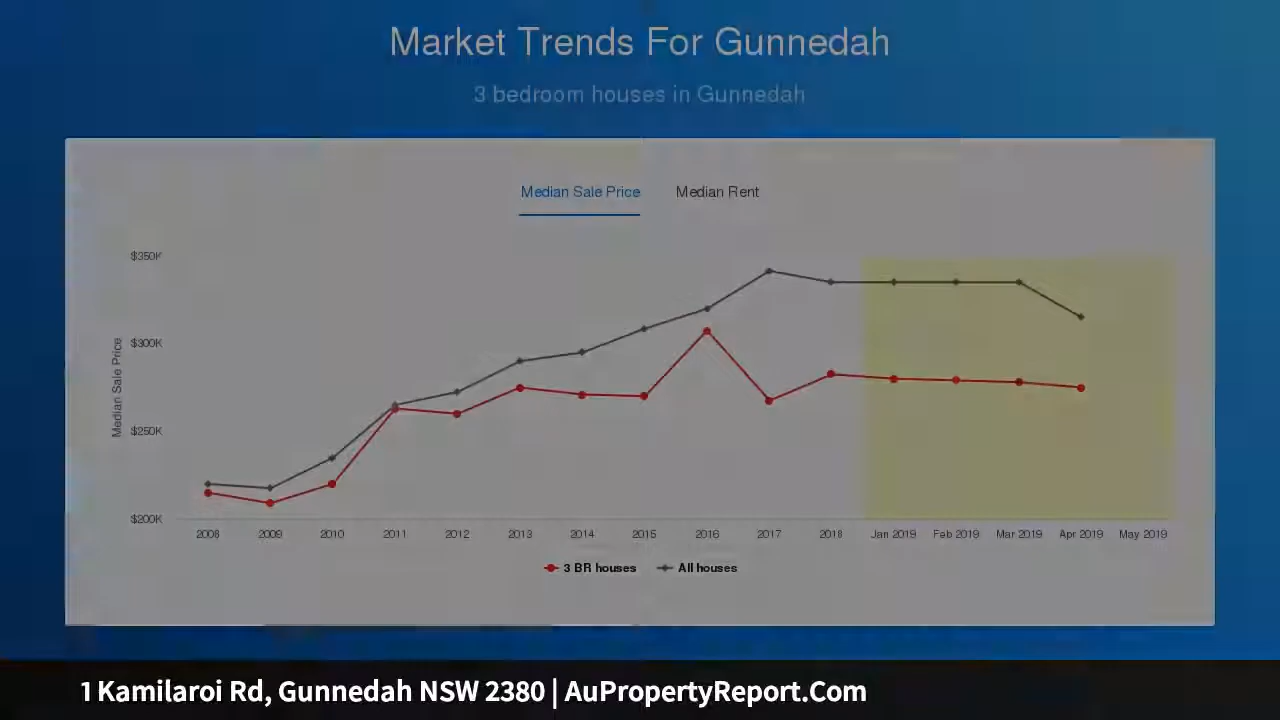 Market Trends For Gunnedah
3 bedroom houses in Gunnedah
Median Sale Price Median Rent
$350K
$300K
$250K
$200K
Median Sale Price
2008 2009 2010 2011 2012 2013 2014 2015 2016 2017 2018 Jan 2019 Feb 2019 Mar 2019 Apr 2019 May 2019
3 BR houses All houses
1 Kamilaroi Rd, Gunnedah NSW 2380 | AuPropertyReport.Com